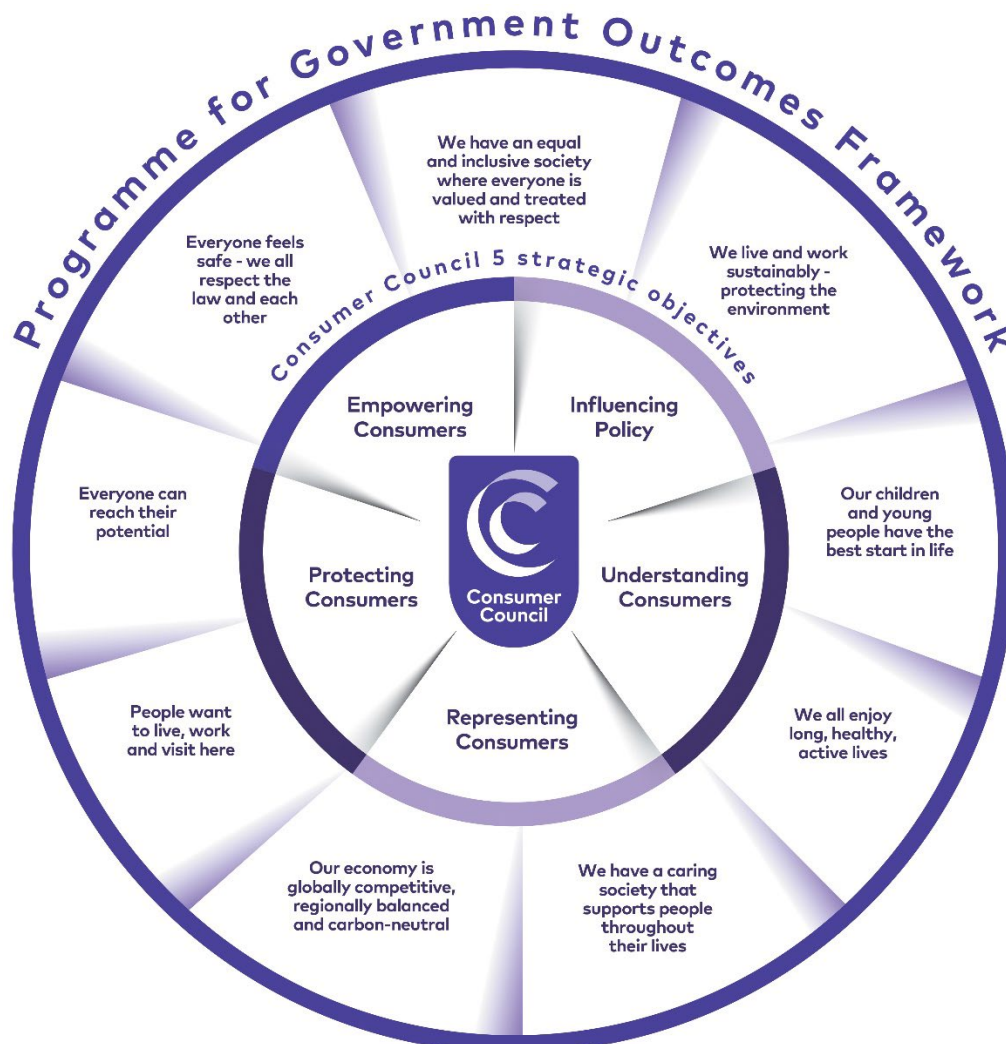 Programme for Government Outcomes Framework
We have an equal
and inclusive society
where everyone is
valued and treated
with respect
We live and work
sustainably -
protecting the
environment
Our children
and young
people have the
best start in life
We all enjoy
long, healthy,
active lives
We have a caring
society that
supports people
throughout
their lives
Our economy is
globally competitive,
regionally balanced
and carbon-neutral
People want
to live, work
and visit here
Everyone can
reach their
potential
Everyone feels
safe - we all
respect the
law and each
other
Consumer Council 5 strategic objectives
Empowering
Consumers
Influencing
Policy
Understanding
Consumers
Representing
Consumers
Protecting
Consumers
Consumer
Council